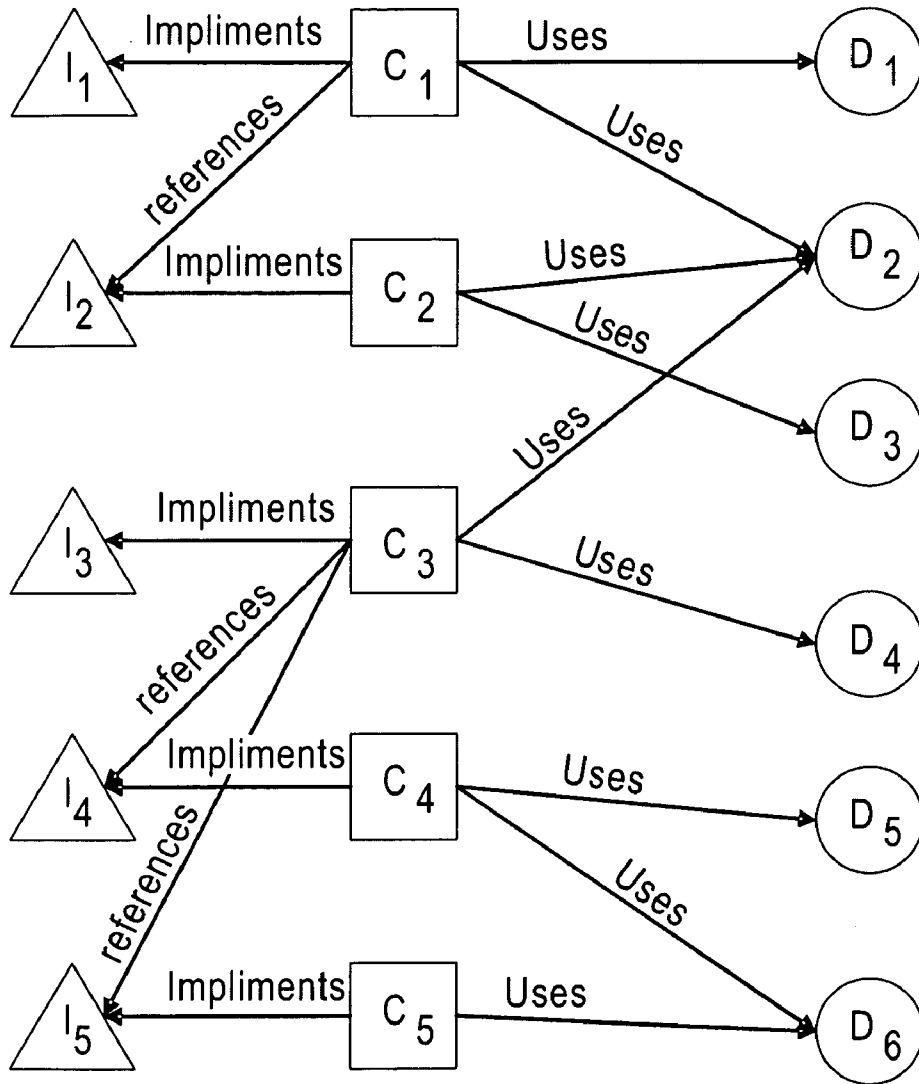 Impliments
Uses
I1
C1
D1
references
Uses
Impliments
Uses
I2
C2
D2
Uses
Uses
D3
Impliments
I3
C3
Uses
D4
references
Impliments
Uses
I4
C4
D5
references
Uses
Impliments
Uses
I5
C5
D6